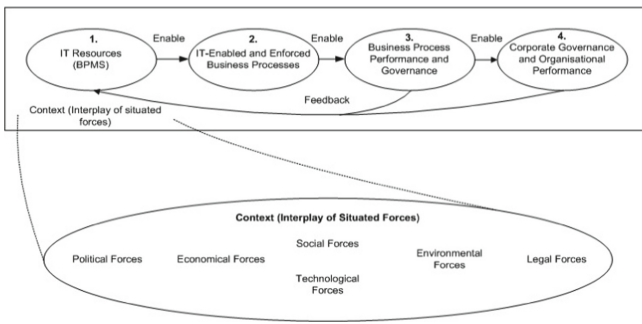 1.
IT Resources
(BPMS)
Enable
2.
IT-Enabled and Enforced
Business Processes
Enable
3.
Business Process
Performance and
Governance
Enable
4.
Corporate Governance
and Organisational
Performance
Feedback
Context (Interplay of situated
forces)
Context (Interplay of Situated Forces)
Political Forces
Economical Forces
Social Forces
Technological
Forces
Environmental
Forces
Legal Forces